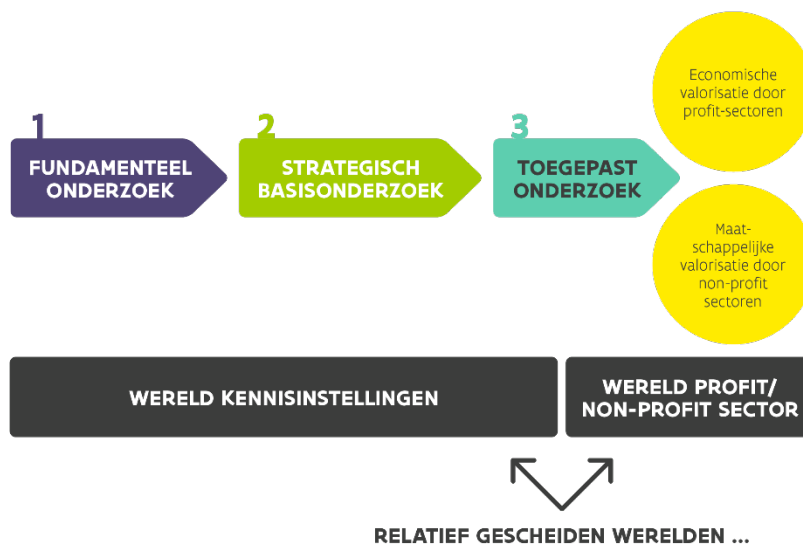 1
FUNDAMENTEEL
ONDERZOEK
2
STRATEGISCH
BASISONDERZOEK
3
TOEGEPAST
ONDERZOEK
Economische
valorisatie door
profit-sectoren
Maat-
schappelijke
valorisatie door
non-profit
sectoren
WERELD KENNISINSTELLINGEN
WERELD PROFIT/
NON-PROFIT SECTOR
RELATIEF GESCHEIDEN WERELDEN ...